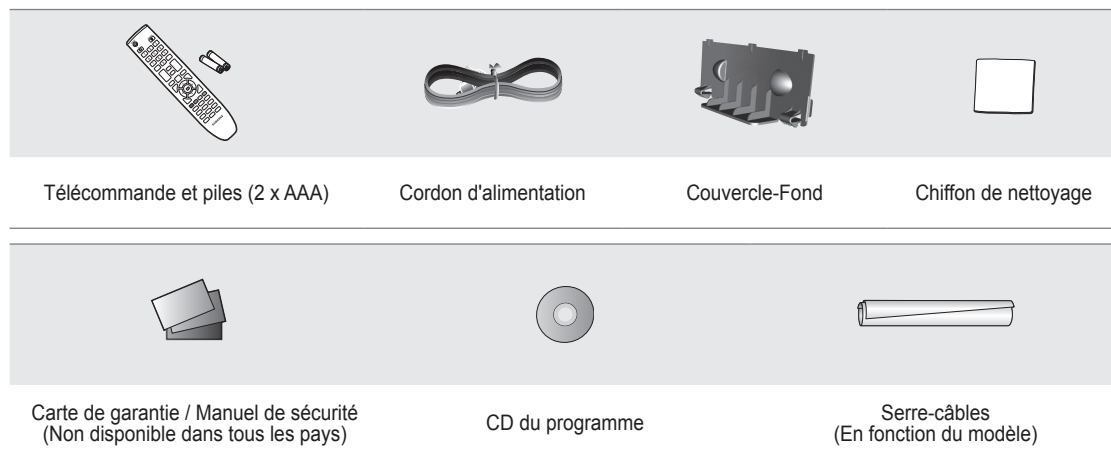 Télécommande et piles (2 x AAA)
Cordon d'alimentation
Couvercle-Fond
Chiffon de nettoyage
Carte de garantie / Manuel de sécurité
(Non disponible dans tous les pays)
CD du programme
Serre-câbles
(En fonction du modèle)